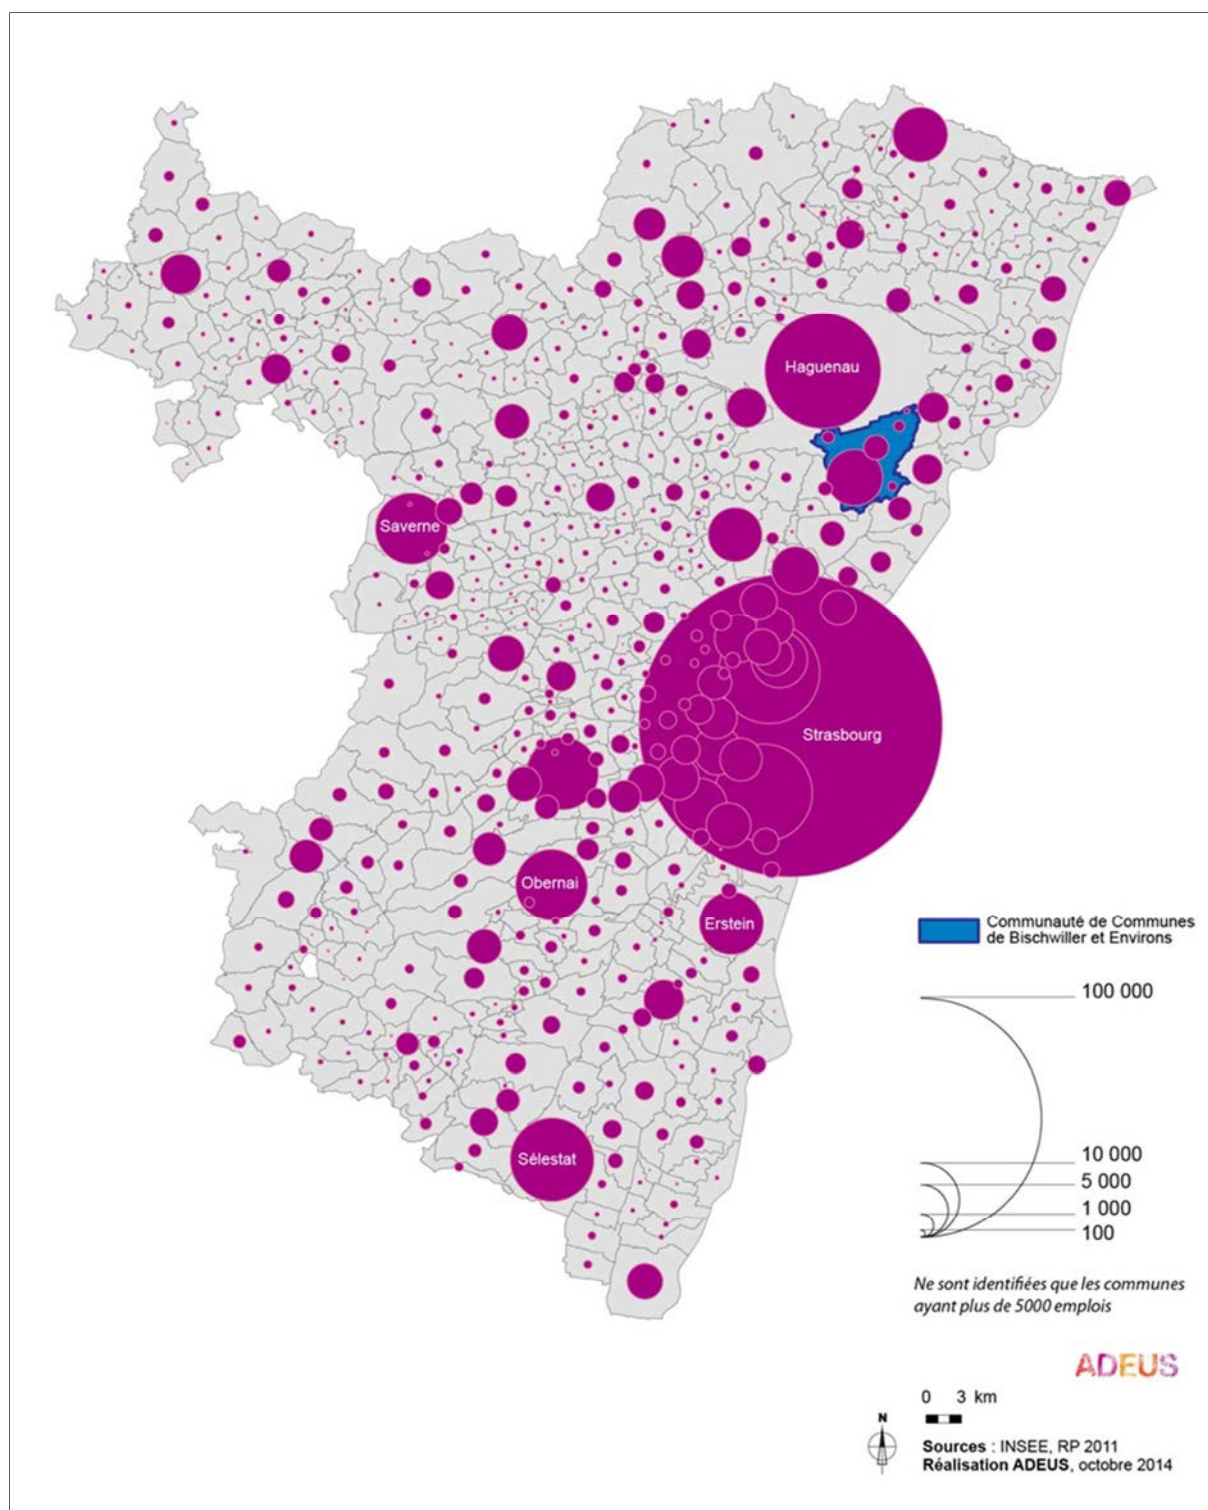 Haguenau
Saverne
Strasbourg
Obernai
Erstein
Sélestat
Communauté de Communes
de Bischwiller et Environs
100 000
10 000
5 000
1 000
100
Ne sont identifiées que les communes
ayant plus de 5000 emplois
ADEUS
0 3 km
N
Sources : INSEE, RP 2011
Réalisation ADEUS, octobre 2014